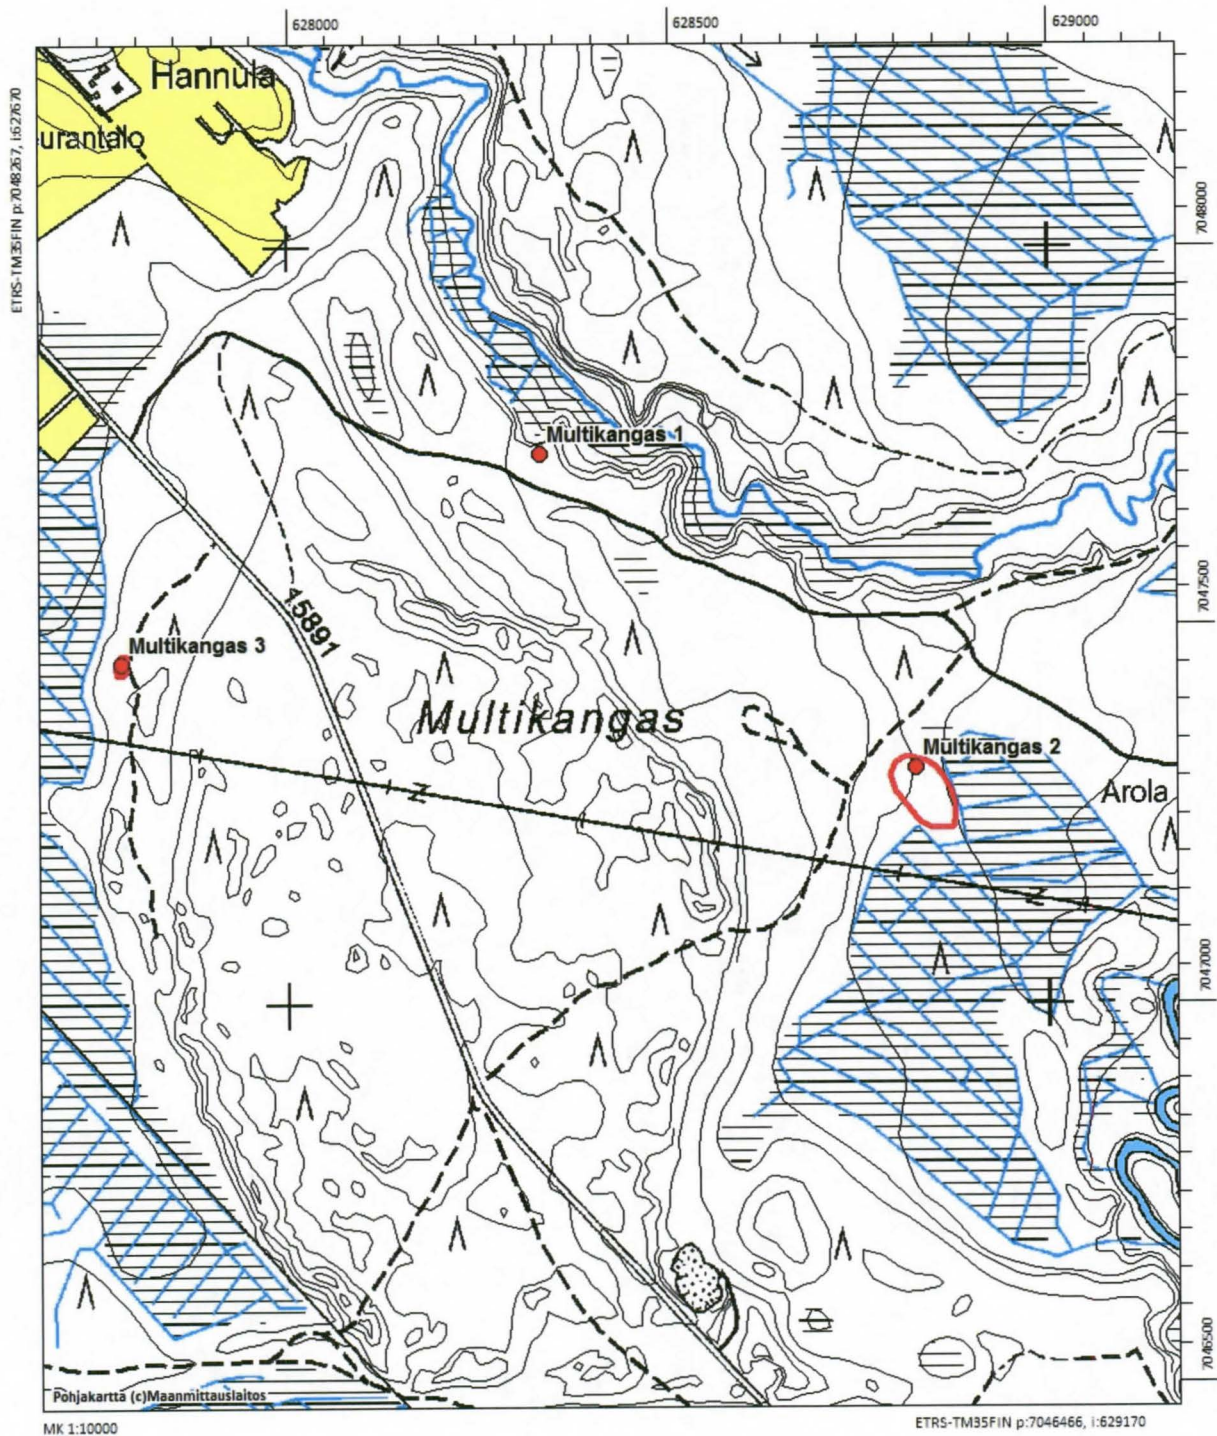 628000
628500
629000
ETRS-TM35FIN p:7048267, i:627670
Hannula
urantalo
7048000
Multikangas 1
7047500
15891
Multikangas 3
Multikangas
Multikangas 2
Arola
Z
Z
7047000
7046500
Pohjakartta (c)Maanmittauslaitos
MK 1:10000
ETRS-TM35FIN p:7046466, i:629170